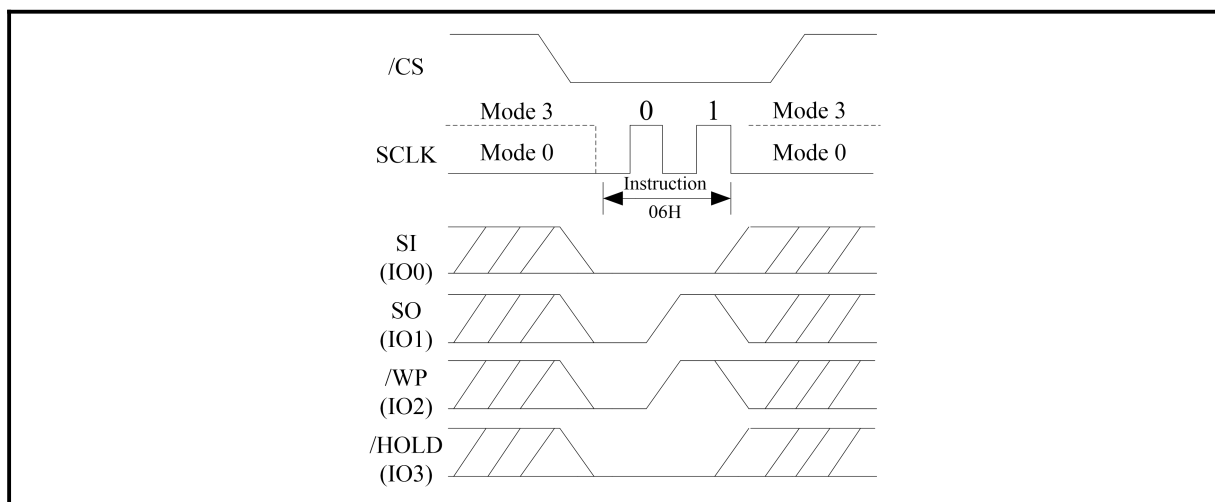 /CS
Mode 3 0 1 Mode 3
SCLK Mode 0 Mode 0
Instruction
06H
SI
(IO0)
SO
(IO1)
/WP
(IO2)
/HOLD
(IO3)